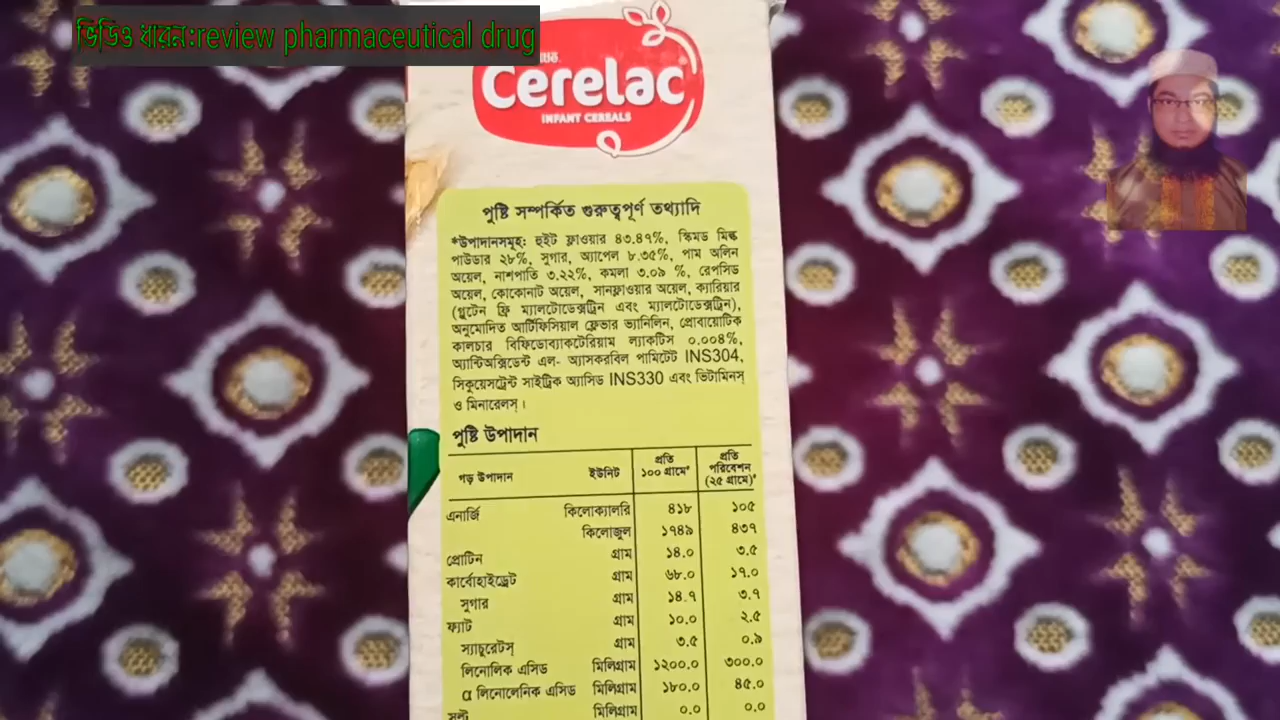 ভিডিও ধারনঃreview pharmaceutical drug
Cerelac
INFANT CEREALS
পুষ্টি সম্পর্কিত গুরুত্বপূর্ণ তথ্যাদি
*উপাদানসমূহ: হুইট ফ্লাওয়ার ৪৩.৪৭%, স্কিমড মিল্ক
পাউডার ২৮%, সুগার, অ্যাপেল ৮.৩৫%, পাম অলিন
অয়েল, নাশপাতি ৩.২২%, কমলা ৩.০৯ %, রেপসিড
অয়েল, কোকোনাট অয়েল, সানফ্লাওয়ার অয়েল, ক্যারিয়ার
(গ্লুটেন ফ্রি ম্যালটোডেক্সট্রিন এবং ম্যালটোডেক্সট্রিন),
অনুমোদিত আর্টিফিসিয়াল ফ্লেভার ভ্যানিলিন, প্রোবায়োটিক
কালচার বিফিডোব্যাকটেরিয়াম ল্যাকটিস ০.০০৪%,
অ্যান্টিঅক্সিডেন্ট এল- অ্যাসকরবিল পামিটেট INS304,
সিকুয়েসট্রেন্ট সাইট্রিক অ্যাসিড INS330 এবং ভিটামিনস্
ও মিনারেলস্।
পুষ্টি উপাদান
গড় উপাদান ইউনিট প্রতি ১০০ গ্রামে* প্রতি পরিবেশন (২৫ গ্রামে)*
এনার্জি কিলোক্যালরি ৪১৮ ১০৫
কিলোজুল ১৭৪৯ ৪৩৭
প্রোটিন গ্রাম ১৪.০ ৩.৫
কার্বোহাইড্রেট গ্রাম ৬৮.০ ১৭.০
সুগার গ্রাম ১৪.৭ ৩.৭
ফ্যাট গ্রাম ১০.০ ২.৫
স্যাচুরেটস্ গ্রাম ৩.৫ ০.৯
লিনোলিক এসিড মিলিগ্রাম ১২০০.০ ৩০০.০
α লিনোলেনিক এসিড মিলিগ্রাম ১৮০.০ ৪৫.০
সল্ট মিলিগ্রাম ০.০ ০.০